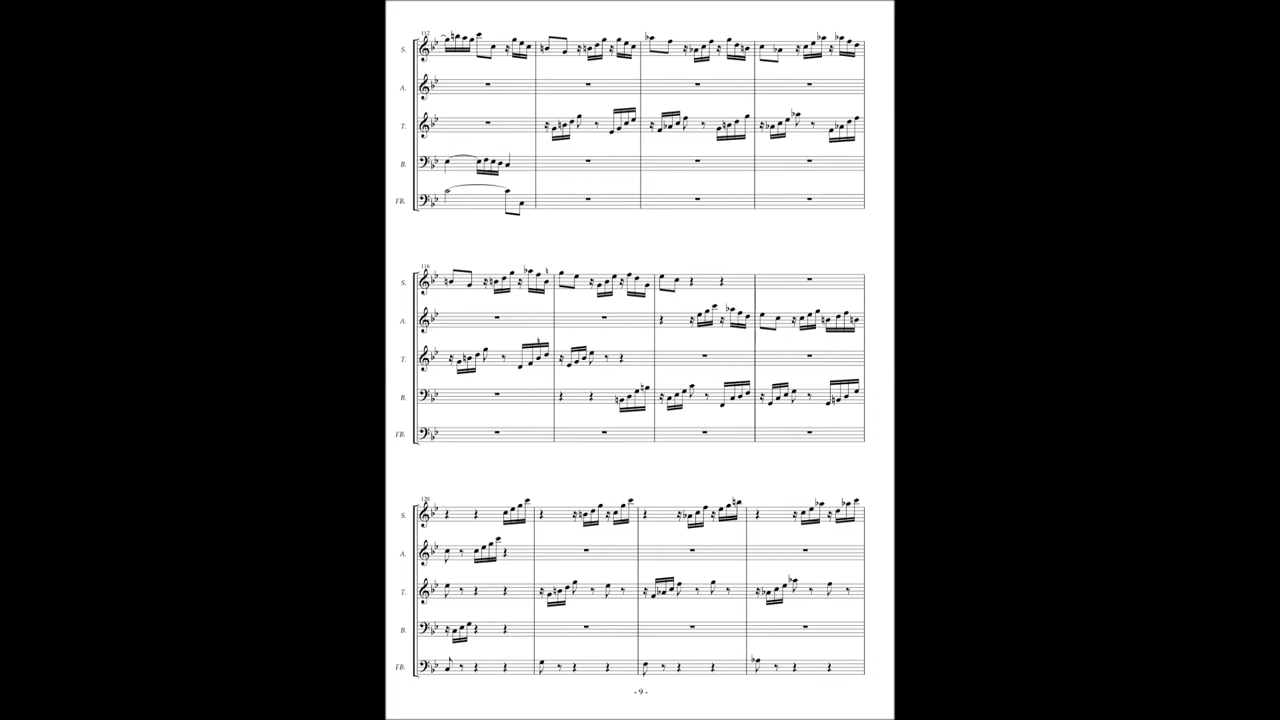 112
S.
A.
T.
B.
FB.
116
S.
A.
T.
B.
FB.
120
S.
A.
T.
B.
FB.
- 9 -